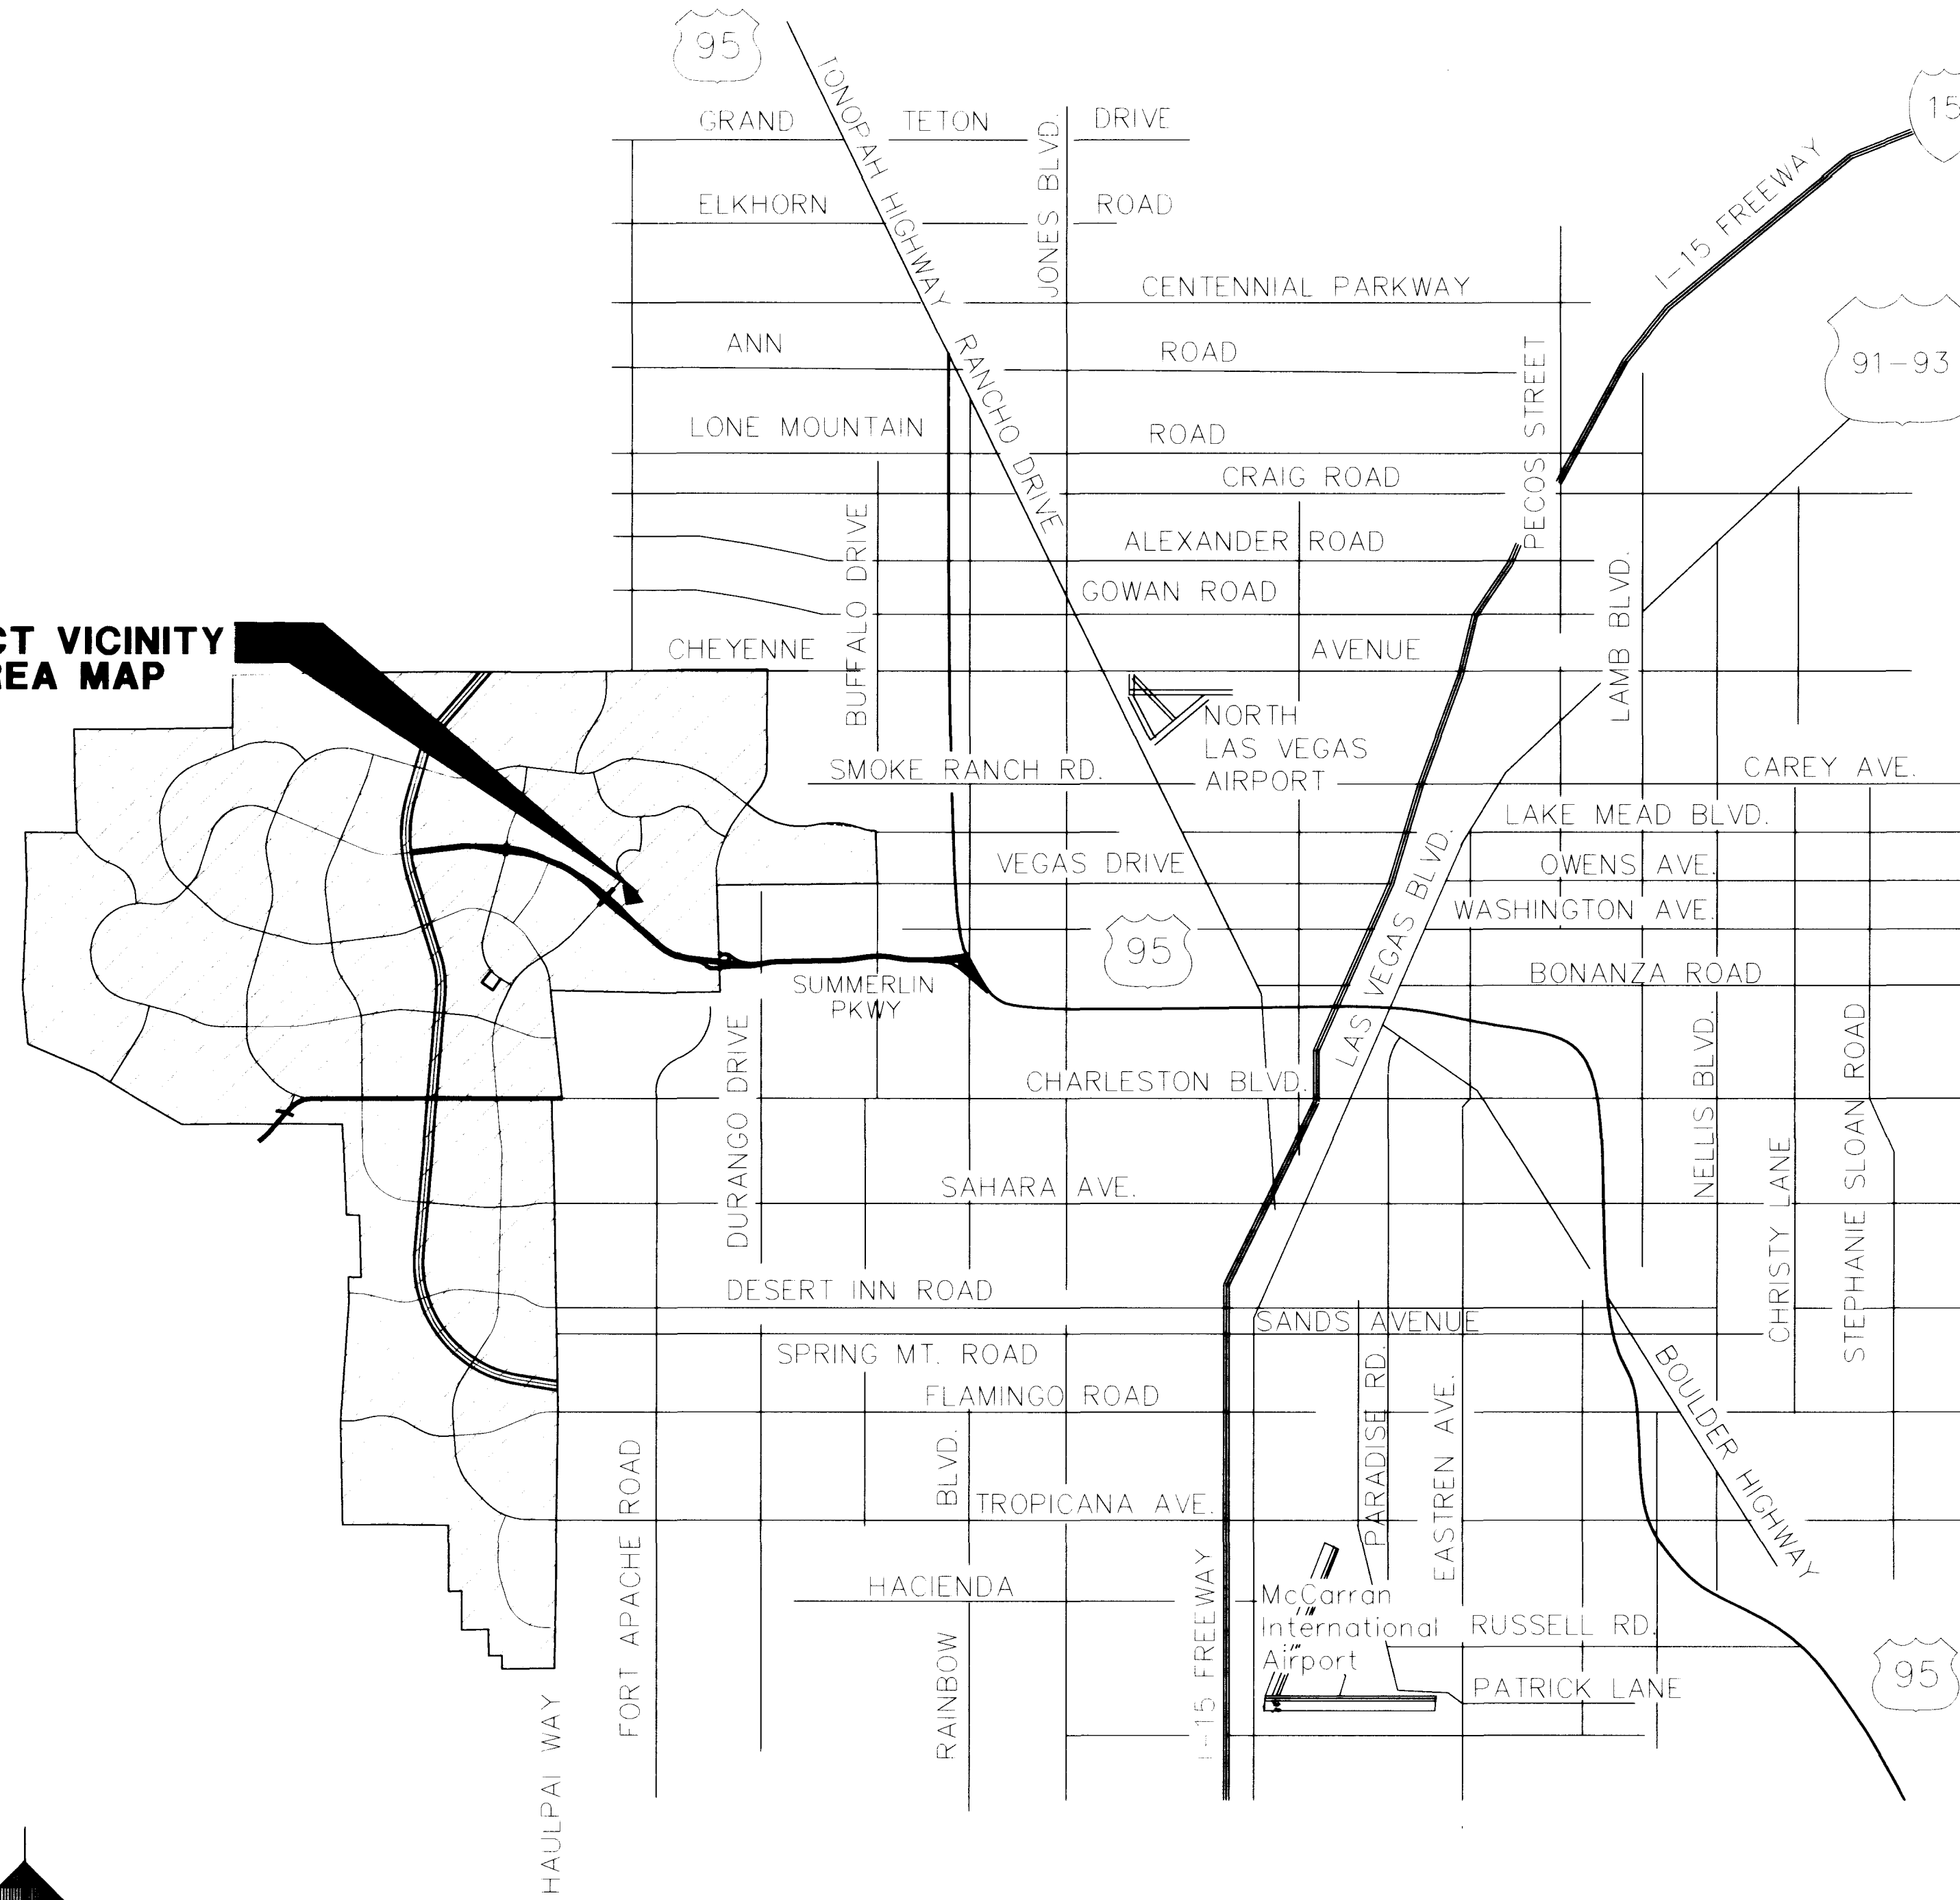 95
TONOPAH HIGHWAY
15
GRAND TETON DRIVE
JONES BLVD.
ELKHORN ROAD
I-15 FREEWAY
CENTENNIAL PARKWAY
ANN ROAD
RANCHO DRIVE
PECOS STREET
91-93
LONE MOUNTAIN ROAD
CRAIG ROAD
BUFFALO DRIVE
ALEXANDER ROAD
LAMB BLVD.
GOWAN ROAD
CT VICINITY
REA MAP
CHEYENNE AVENUE
NORTH
LAS VEGAS
AIRPORT
SMOKE RANCH RD.
CAREY AVE.
LAKE MEAD BLVD.
VEGAS DRIVE
OWENS AVE.
LAS VEGAS BLVD.
WASHINGTON AVE.
95
BONANZA ROAD
SUMMERLIN
PKWY
LAS VEGAS BLVD.
DURANGO DRIVE
NELLIS BLVD.
STEPHANIE SLOAN ROAD
CHARLESTON BLVD.
CHRISTY LANE
SAHARA AVE.
DESERT INN ROAD
SANDS AVENUE
SPRING MT. ROAD
PARADISE RD.
EASTREN AVE.
BOULDER HIGHWAY
FLAMINGO ROAD
FORT APACHE ROAD
RAINBOW BLVD.
TROPICANA AVE.
I-15 FREEWAY
HACIENDA
McCarran
International
Airport
RUSSELL RD.
PATRICK LANE
95
HAULPAI WAY